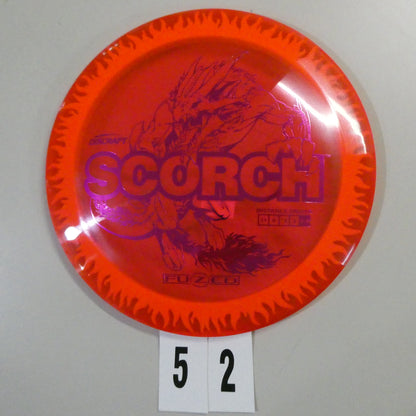 DISCRAFT
SCORCH
DISTANCE DRIVER
FUZED
5 2